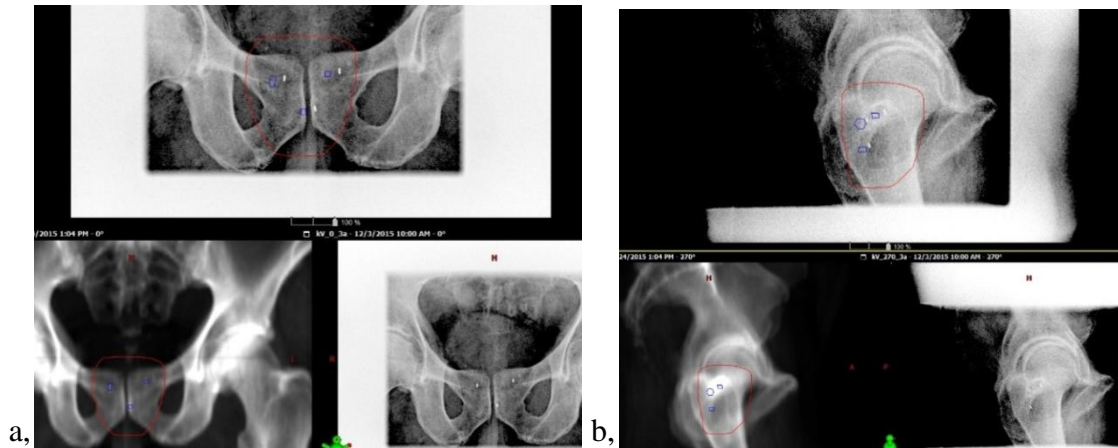 100 %
/2015 1:04 PM - 0°
kV_0_3a - 12/3/2015 10:00 AM - 0°
H
H
L
R
a,
100 %
24/2015 1:04 PM - 270°
kV_270_3a - 12/3/2015 10:00 AM - 270°
H
H
A
P
b,